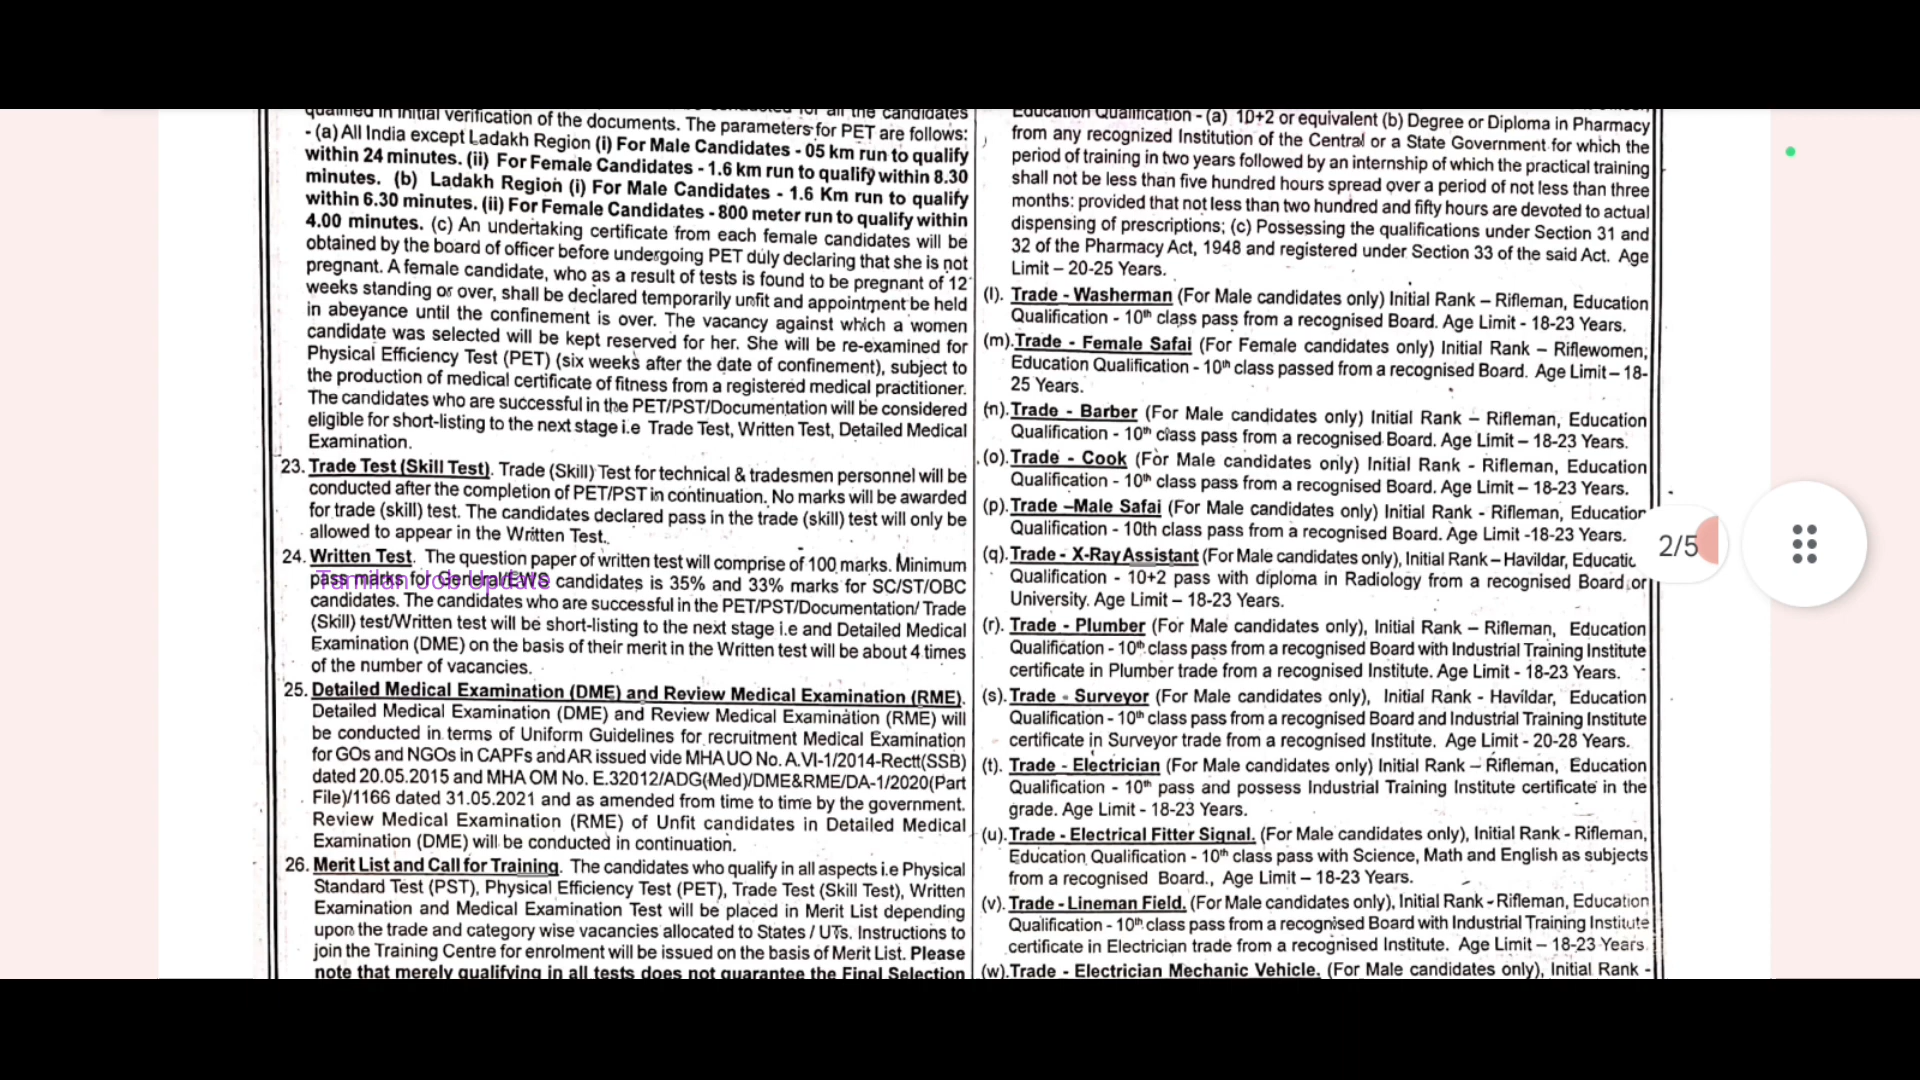 qualified in initial verification of the documents. The parameters for PET are follows:
- (a) All India except Ladakh Region (i) For Male Candidates - 05 km run to qualify
within 24 minutes. (ii) For Female Candidates - 1.6 km run to qualify within 8.30
minutes. (b) Ladakh Region (i) For Male Candidates - 1.6 Km run to qualify
within 6.30 minutes. (ii) For Female Candidates - 800 meter run to qualify within
4.00 minutes. (c) An undertaking certificate from each female candidates will be
obtained by the board of officer before undergoing PET duly declaring that she is not
pregnant. A female candidate, who as a result of tests is found to be pregnant of 12
weeks standing or over, shall be declared temporarily unfit and appointment be held
in abeyance until the confinement is over. The vacancy against which a women
candidate was selected will be kept reserved for her. She will be re-examined for
Physical Efficiency Test (PET) (six weeks after the date of confinement), subject to
the production of medical certificate of fitness from a registered medical practitioner.
The candidates who are successful in the PET/PST/Documentation will be considered
eligible for short-listing to the next stage i.e Trade Test, Written Test, Detailed Medical
Examination.
23. Trade Test (Skill Test). Trade (Skill) Test for technical & tradesmen personnel will be
conducted after the completion of PET/PST in continuation. No marks will be awarded
for trade (skill) test. The candidates declared pass in the trade (skill) test will only be
allowed to appear in the Written Test.
24. Written Test. The question paper of written test will comprise of 100 marks. Minimum
pass marks for General/EWS candidates is 35% and 33% marks for SC/ST/OBC
Tamilan Job Update
candidates. The candidates who are successful in the PET/PST/Documentation/ Trade
(Skill) test/Written test will be short-listing to the next stage i.e and Detailed Medical
Examination (DME) on the basis of their merit in the Written test will be about 4 times
of the number of vacancies.
25. Detailed Medical Examination (DME) and Review Medical Examination (RME).
Detailed Medical Examination (DME) and Review Medical Examination (RME) will
be conducted in terms of Uniform Guidelines for recruitment Medical Examination
for GOs and NGOs in CAPFs and AR issued vide MHA UO No. A.VI-1/2014-Rectt(SSB)
dated 20.05.2015 and MHA OM No. E.32012/ADG(Med)/DME&RME/DA-1/2020(Part
File)/1166 dated 31.05.2021 and as amended from time to time by the government.
Review Medical Examination (RME) of Unfit candidates in Detailed Medical
Examination (DME) will be conducted in continuation.
26. Merit List and Call for Training. The candidates who qualify in all aspects i.e Physical
Standard Test (PST), Physical Efficiency Test (PET), Trade Test (Skill Test), Written
Examination and Medical Examination Test will be placed in Merit List depending
upon the trade and category wise vacancies allocated to States / UTs. Instructions to
join the Training Centre for enrolment will be issued on the basis of Merit List. Please
note that merely qualifying in all tests does not guarantee the Final Selection
Education Qualification - (a) 10+2 or equivalent (b) Degree or Diploma in Pharmacy
from any recognized Institution of the Central or a State Government for which the
period of training in two years followed by an internship of which the practical training
shall not be less than five hundred hours spread over a period of not less than three
months: provided that not less than two hundred and fifty hours are devoted to actual
dispensing of prescriptions; (c) Possessing the qualifications under Section 31 and
32 of the Pharmacy Act, 1948 and registered under Section 33 of the said Act. Age
Limit – 20-25 Years.
(l). Trade - Washerman (For Male candidates only) Initial Rank – Rifleman, Education
Qualification - 10th class pass from a recognised Board. Age Limit - 18-23 Years.
(m). Trade - Female Safai (For Female candidates only) Initial Rank – Riflewomen,
Education Qualification - 10th class passed from a recognised Board. Age Limit – 18-
25 Years.
(n). Trade - Barber (For Male candidates only) Initial Rank – Rifleman, Education
Qualification - 10th class pass from a recognised Board. Age Limit – 18-23 Years.
(o). Trade - Cook (For Male candidates only) Initial Rank - Rifleman, Education
Qualification - 10th class pass from a recognised Board. Age Limit – 18-23 Years.
(p). Trade –Male Safai (For Male candidates only) Initial Rank - Rifleman, Education
Qualification - 10th class pass from a recognised Board. Age Limit -18-23 Years.
(q). Trade - X-Ray Assistant (For Male candidates only), Initial Rank – Havildar, Educatic
Qualification - 10+2 pass with diploma in Radiology from a recognised Board or
University. Age Limit – 18-23 Years.
(r). Trade - Plumber (For Male candidates only), Initial Rank – Rifleman, Education
Qualification - 10th class pass from a recognised Board with Industrial Training Institute
certificate in Plumber trade from a recognised Institute. Age Limit - 18-23 Years.
(s). Trade - Surveyor (For Male candidates only), Initial Rank - Havildar, Education
Qualification - 10th class pass from a recognised Board and Industrial Training Institute
certificate in Surveyor trade from a recognised Institute. Age Limit - 20-28 Years.
(t). Trade - Electrician (For Male candidates only) Initial Rank – Rifleman, Education
Qualification - 10th pass and possess Industrial Training Institute certificate in the
grade. Age Limit - 18-23 Years.
(u). Trade - Electrical Fitter Signal. (For Male candidates only), Initial Rank - Rifleman,
Education Qualification - 10th class pass with Science, Math and English as subjects
from a recognised Board., Age Limit – 18-23 Years.
(v). Trade - Lineman Field. (For Male candidates only), Initial Rank - Rifleman, Education
Qualification - 10th class pass from a recognised Board with Industrial Training Institute
certificate in Electrician trade from a recognised Institute. Age Limit – 18-23 Years.
(w). Trade - Electrician Mechanic Vehicle. (For Male candidates only), Initial Rank -
2/5